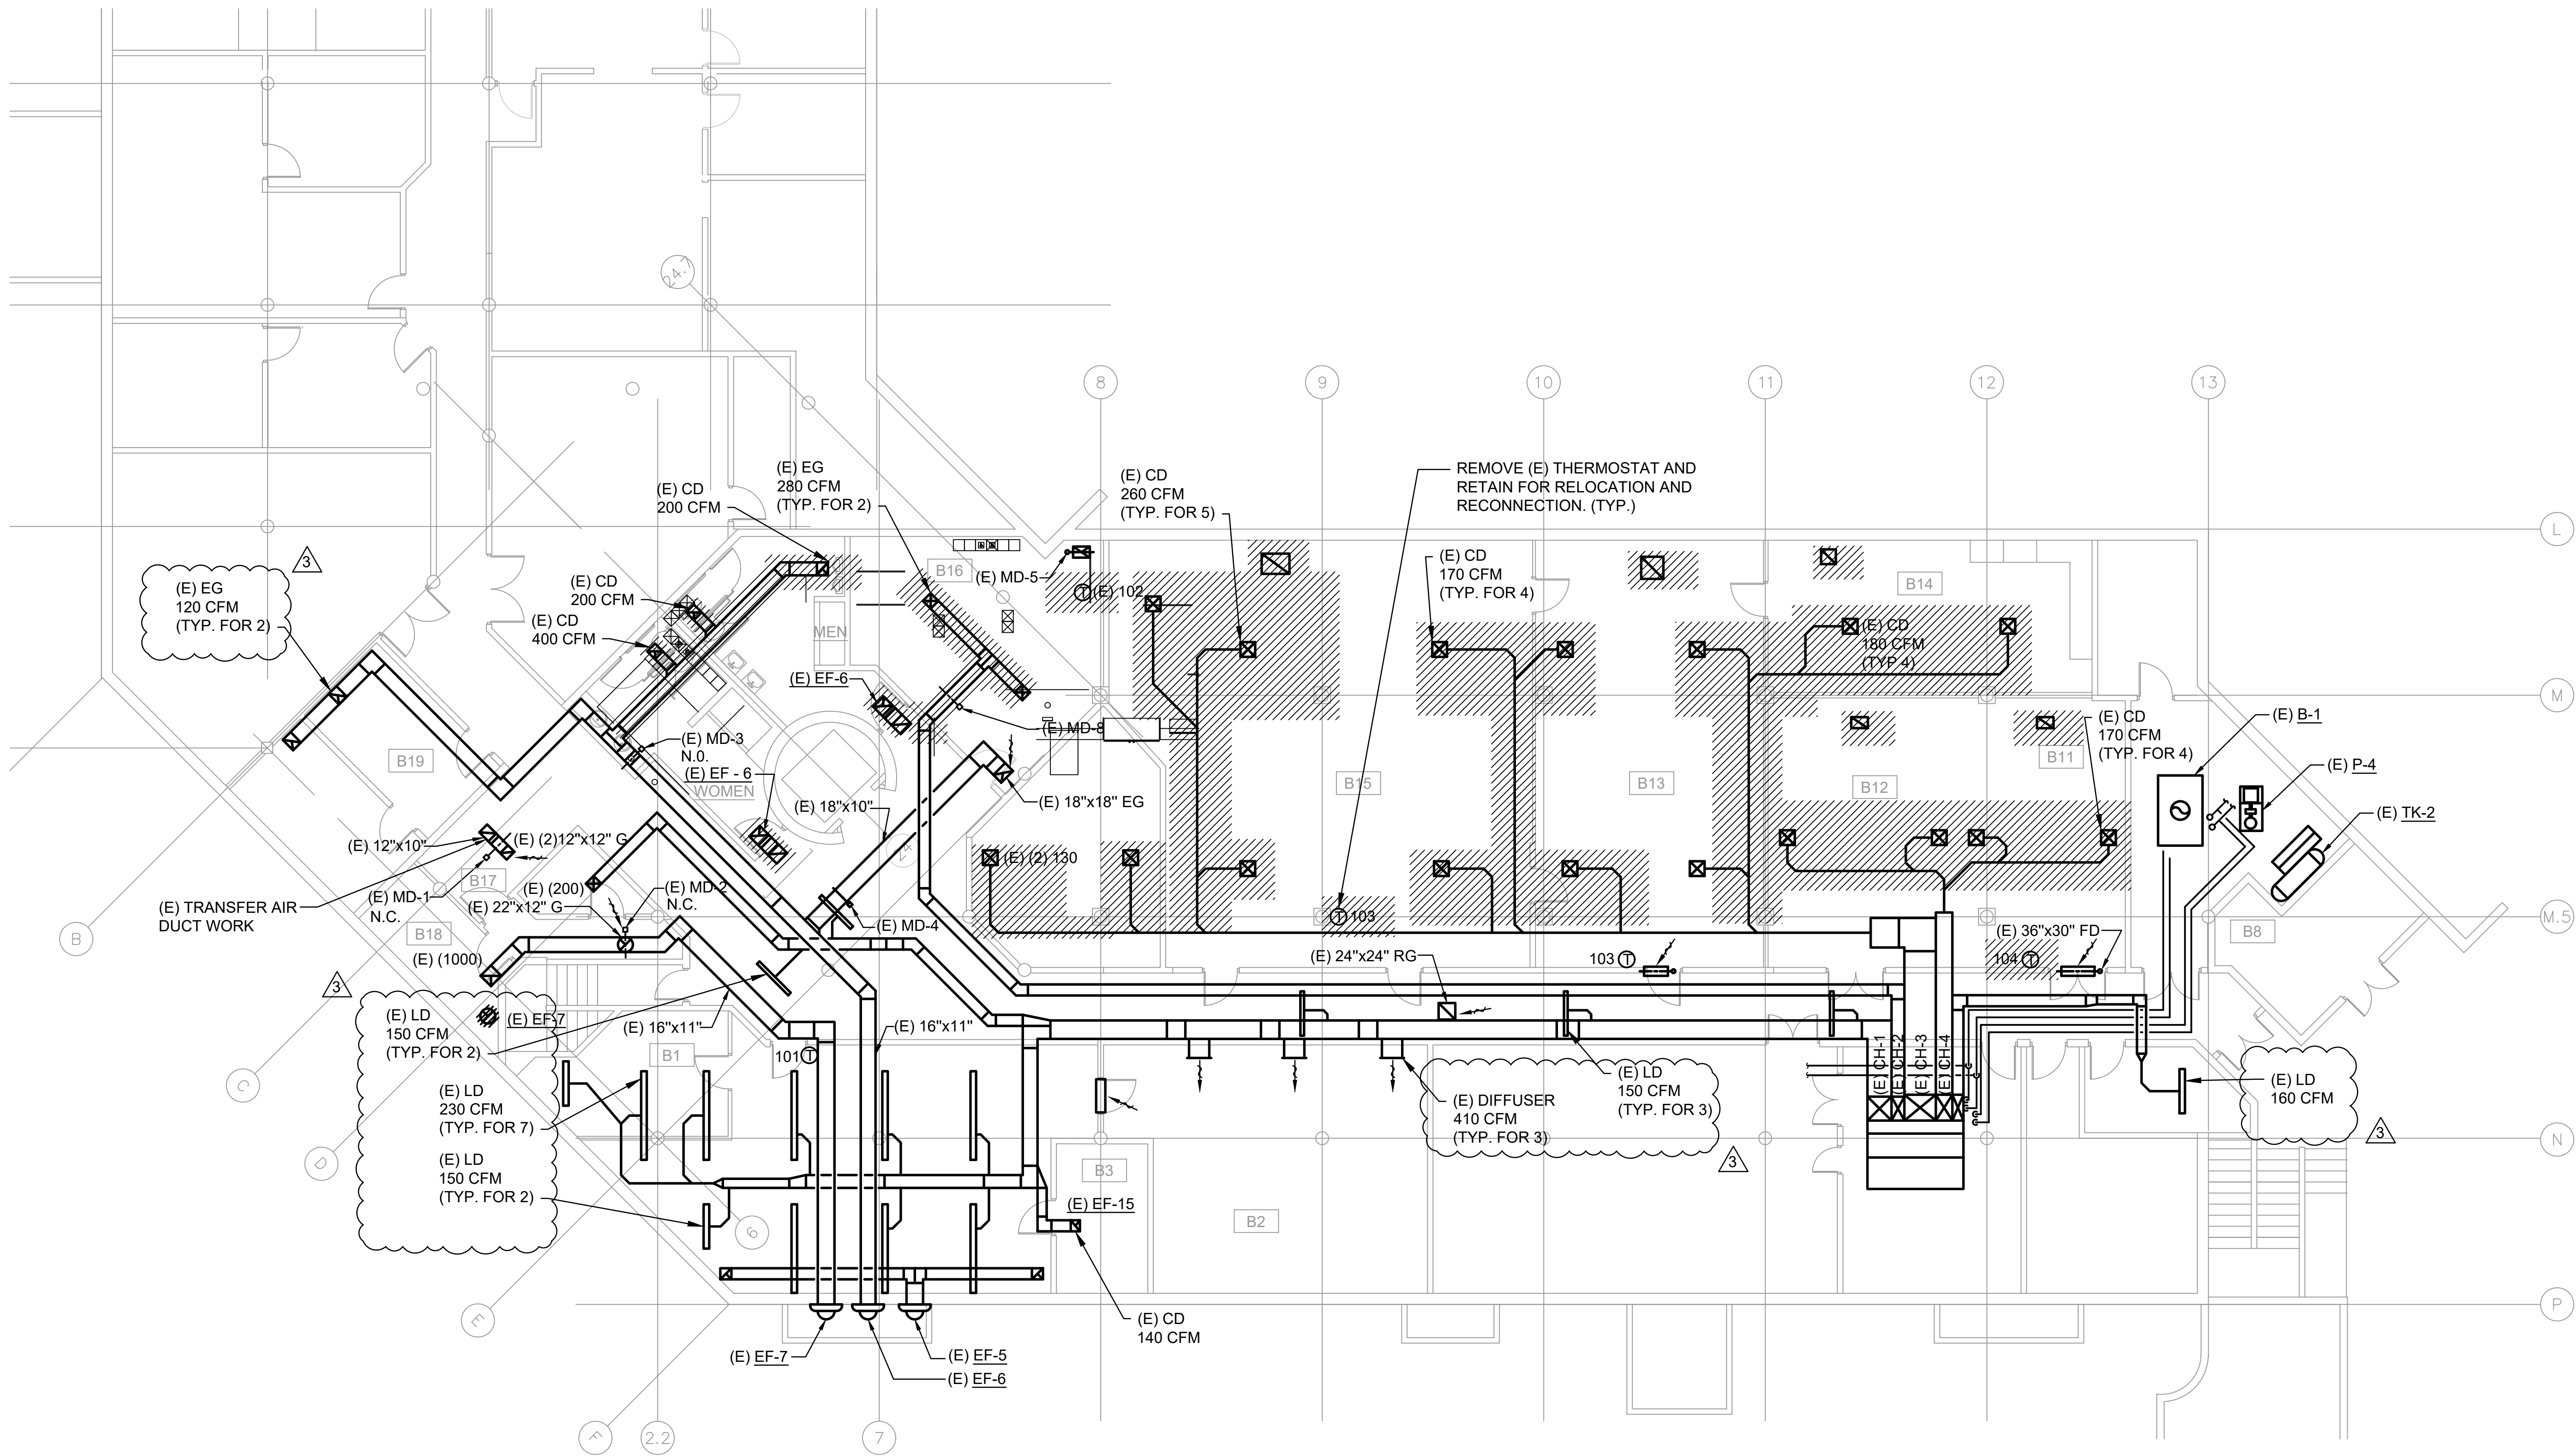 24.7
8
9
10
11
12
13
(E) EG
280 CFM
(TYP. FOR 2)
(E) CD
260 CFM
(TYP. FOR 5)
REMOVE (E) THERMOSTAT AND
RETAIN FOR RELOCATION AND
RECONNECTION. (TYP.)
(E) CD
200 CFM
L
3
(E) EG
120 CFM
(TYP. FOR 2)
(E) CD
200 CFM
(E) CD
400 CFM
MEN
B16
(E) MD-5
T (E) 102
(E) CD
170 CFM
(TYP. FOR 4)
B14
(E) CD
180 CFM
(TYP 4)
(E) EF-6
M
(E) MD-8
(E) MD-3
N.O.
(E) EF - 6
WOMEN
B19
B15
B13
B12
B11
(E) CD
170 CFM
(TYP. FOR 4)
(E) B-1
(E) P-4
(E) TK-2
(E) 18"x10"
(E) 18"x18" EG
(E) 12"x10"
(E) (2)12"x12" G
B17
(E) MD-1
N.C.
(E) TRANSFER AIR
DUCT WORK
(E) (200)
(E) 22"x12" G
(E) MD-2
N.C.
(E) (2) 130
24
(E) MD-4
T 103
M.5
B
B18
(E) (1000)
(E) 24"x24" RG
103 T
104 T
(E) 36"x30" FD
B8
3
(E) LD
150 CFM
(TYP. FOR 2)
(E) EF-7
(E) 16"x11"
(E) 16"x11"
B1
101 T
C
(E) LD
230 CFM
(TYP. FOR 7)
(E) LD
150 CFM
(TYP. FOR 2)
(E) DIFFUSER
410 CFM
(TYP. FOR 3)
(E) LD
150 CFM
(TYP. FOR 3)
3
(E) CH-1
(E) CH-2
(E) CH-3
(E) CH-4
(E) LD
160 CFM
3
N
D
B3
(E) EF-15
B2
6
E
P
(E) CD
140 CFM
(E) EF-7
(E) EF-5
(E) EF-6
F
2.2
7